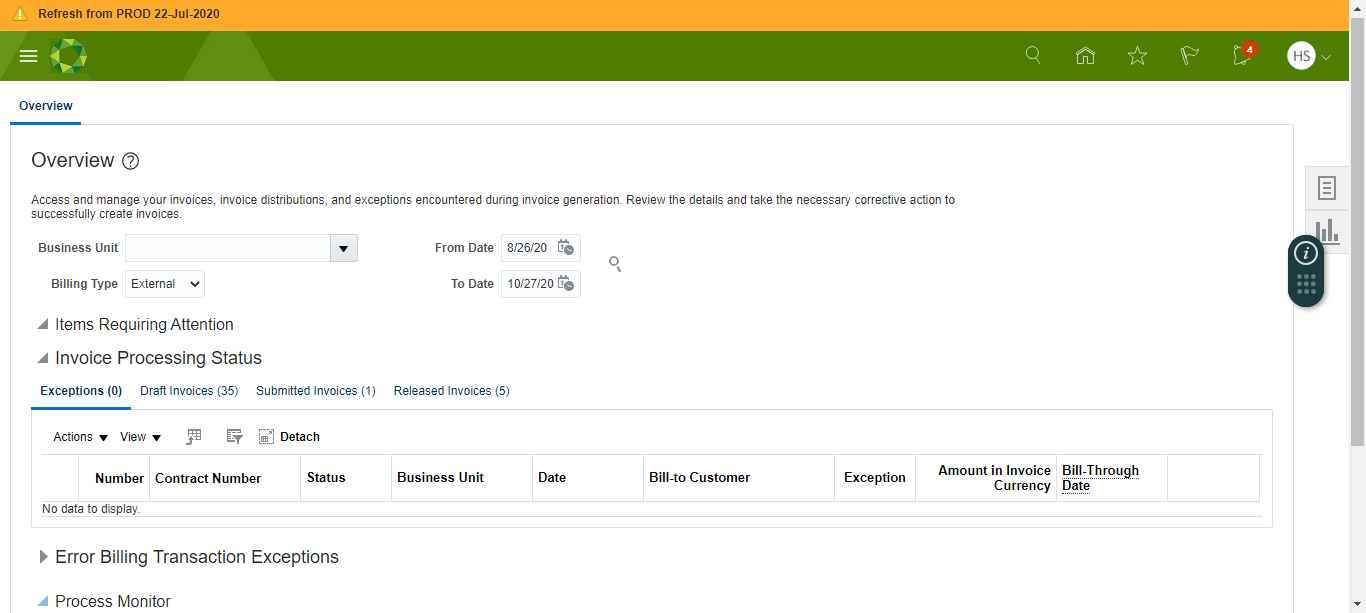 Refresh from PROD 22-Jul-2020
4
HS
Overview
Overview
Access and manage your invoices, invoice distributions, and exceptions encountered during invoice generation. Review the details and take the necessary corrective action to
successfully create invoices.
Business Unit
From Date 8/26/20
Billing Type External
To Date 10/27/20
Items Requiring Attention
Invoice Processing Status
Exceptions (0) Draft Invoices (35) Submitted Invoices (1) Released Invoices (5)
Actions View Detach
Number Contract Number Status Business Unit Date Bill-to Customer Exception Amount in Invoice Currency Bill-Through Date
No data to display.
Error Billing Transaction Exceptions
Process Monitor